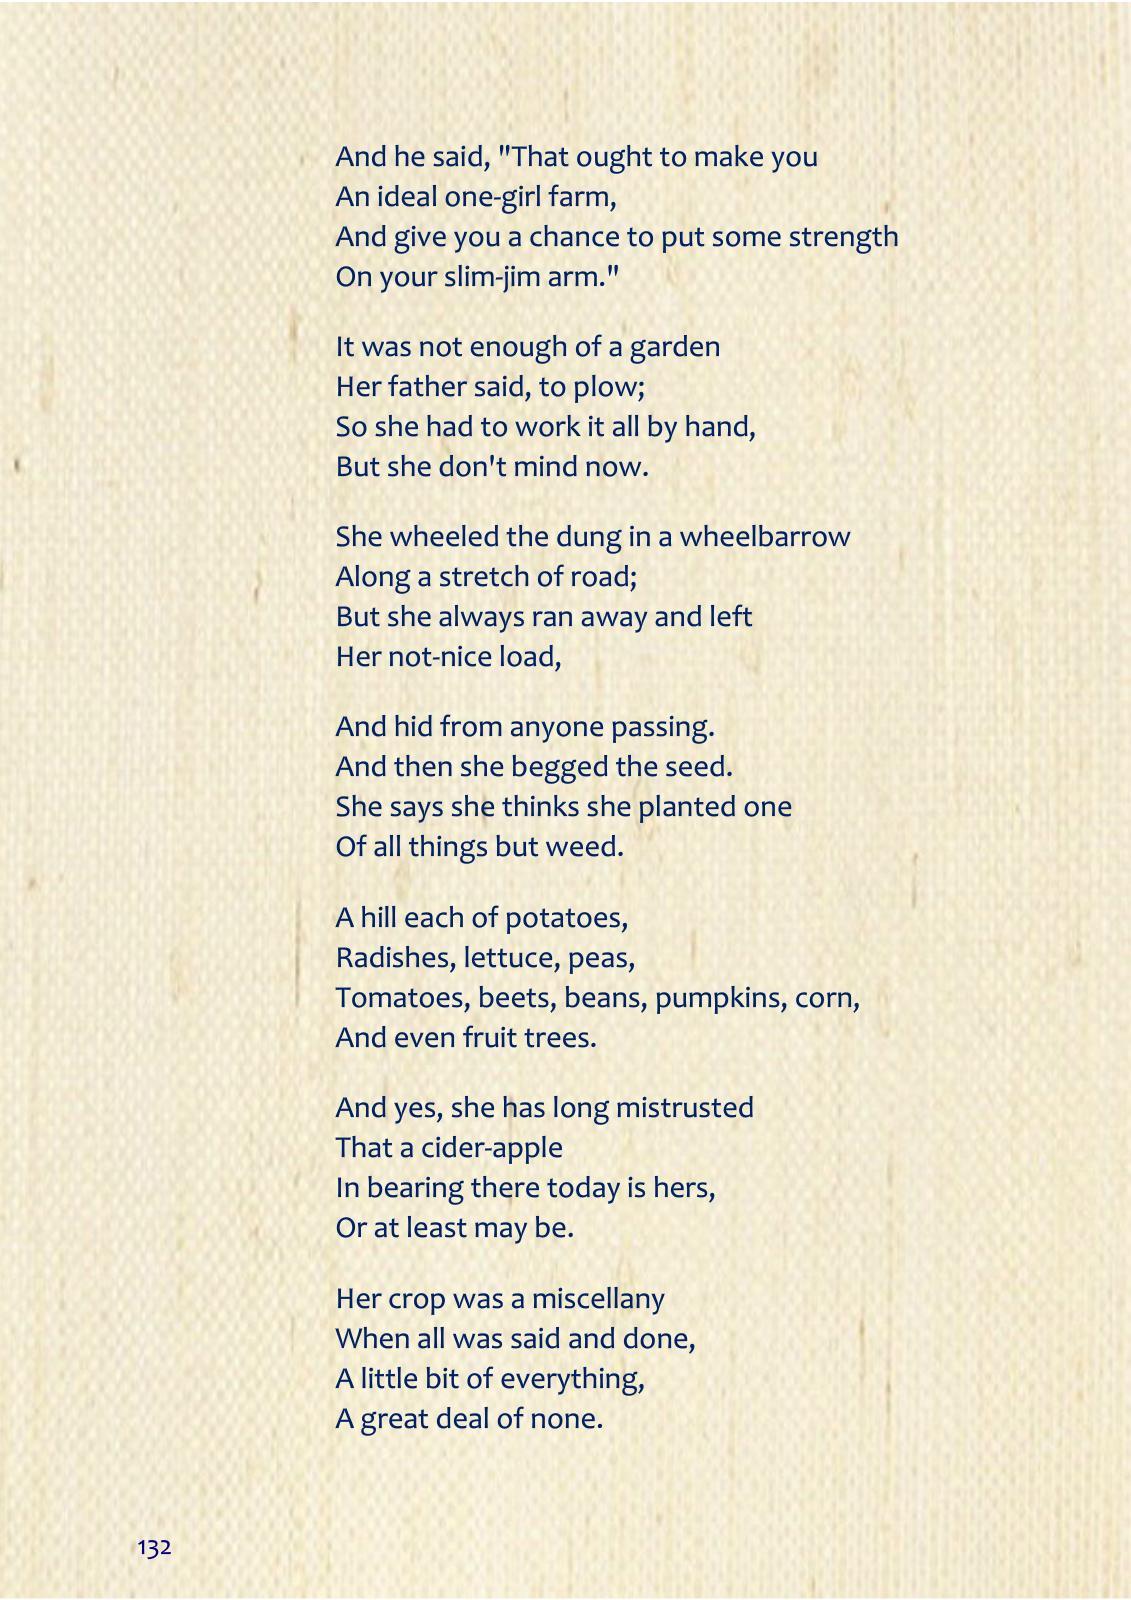 And he said, "That ought to make you
An ideal one-girl farm,
And give you a chance to put some strength
On your slim-jim arm."
It was not enough of a garden
Her father said, to plow;
So she had to work it all by hand,
But she don't mind now.
She wheeled the dung in a wheelbarrow
Along a stretch of road;
But she always ran away and left
Her not-nice load,
And hid from anyone passing.
And then she begged the seed.
She says she thinks she planted one
Of all things but weed.
A hill each of potatoes,
Radishes, lettuce, peas,
Tomatoes, beets, beans, pumpkins, corn,
And even fruit trees.
And yes, she has long mistrusted
That a cider-apple
In bearing there today is hers,
Or at least may be.
Her crop was a miscellany
When all was said and done,
A little bit of everything,
A great deal of none.
132